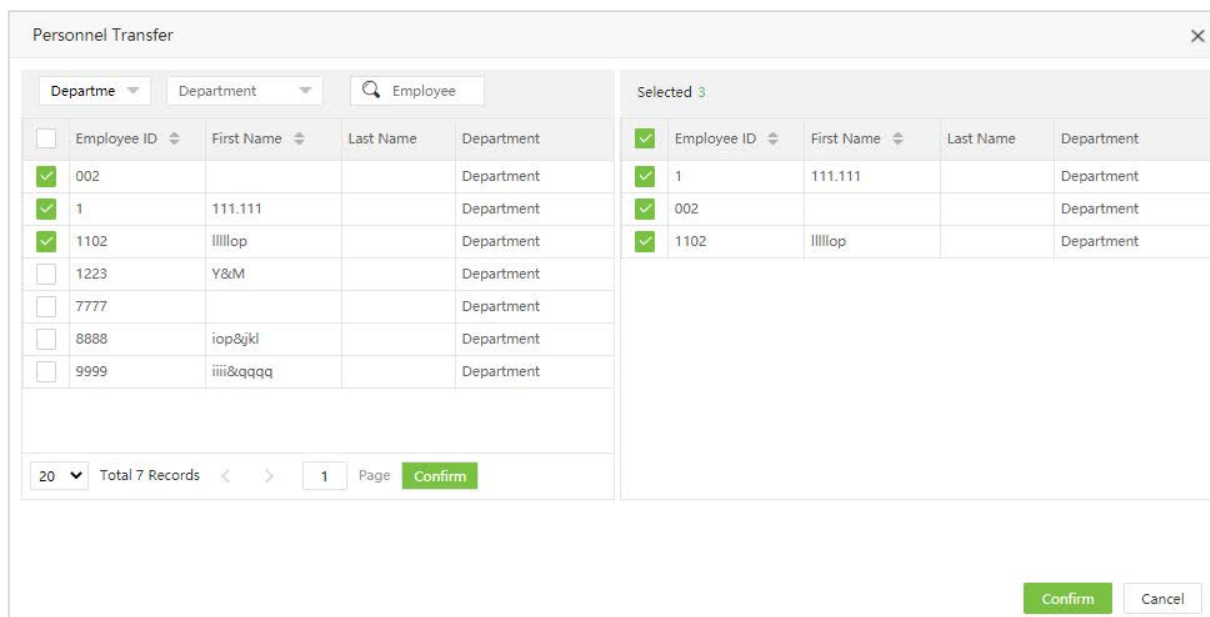 Personnel Transfer
Departme Department Employee
Selected 3
Employee ID First Name Last Name Department
002 Department
1 111.111 Department
1102 llllllop Department
1223 Y&M Department
7777 Department
8888 iop&jkl Department
9999 iiii&qqqq Department
20 Total 7 Records 1 Page Confirm
Employee ID First Name Last Name Department
1 111.111 Department
002 Department
1102 llllllop Department
Confirm Cancel